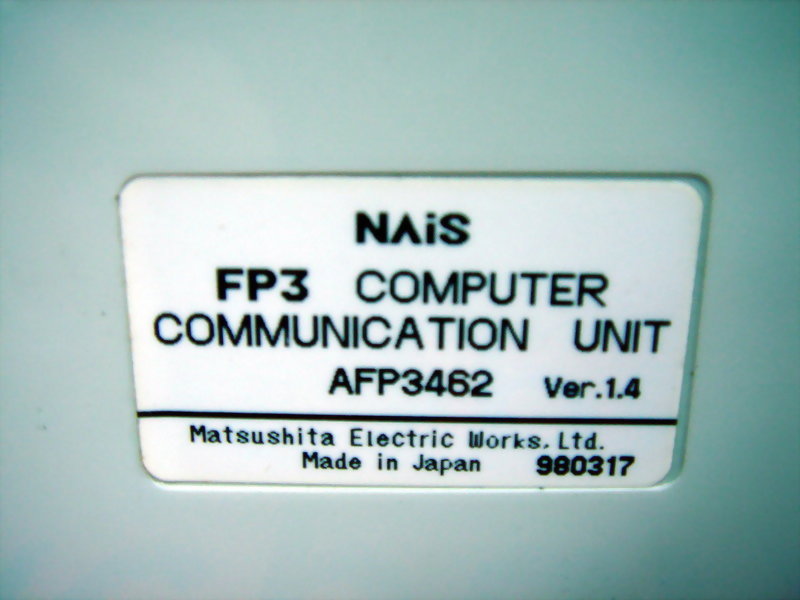 NAiS
FP3 COMPUTER
COMMUNICATION UNIT
AFP3462 Ver.1.4
Matsushita Electric Works, Ltd.
Made in Japan 980317